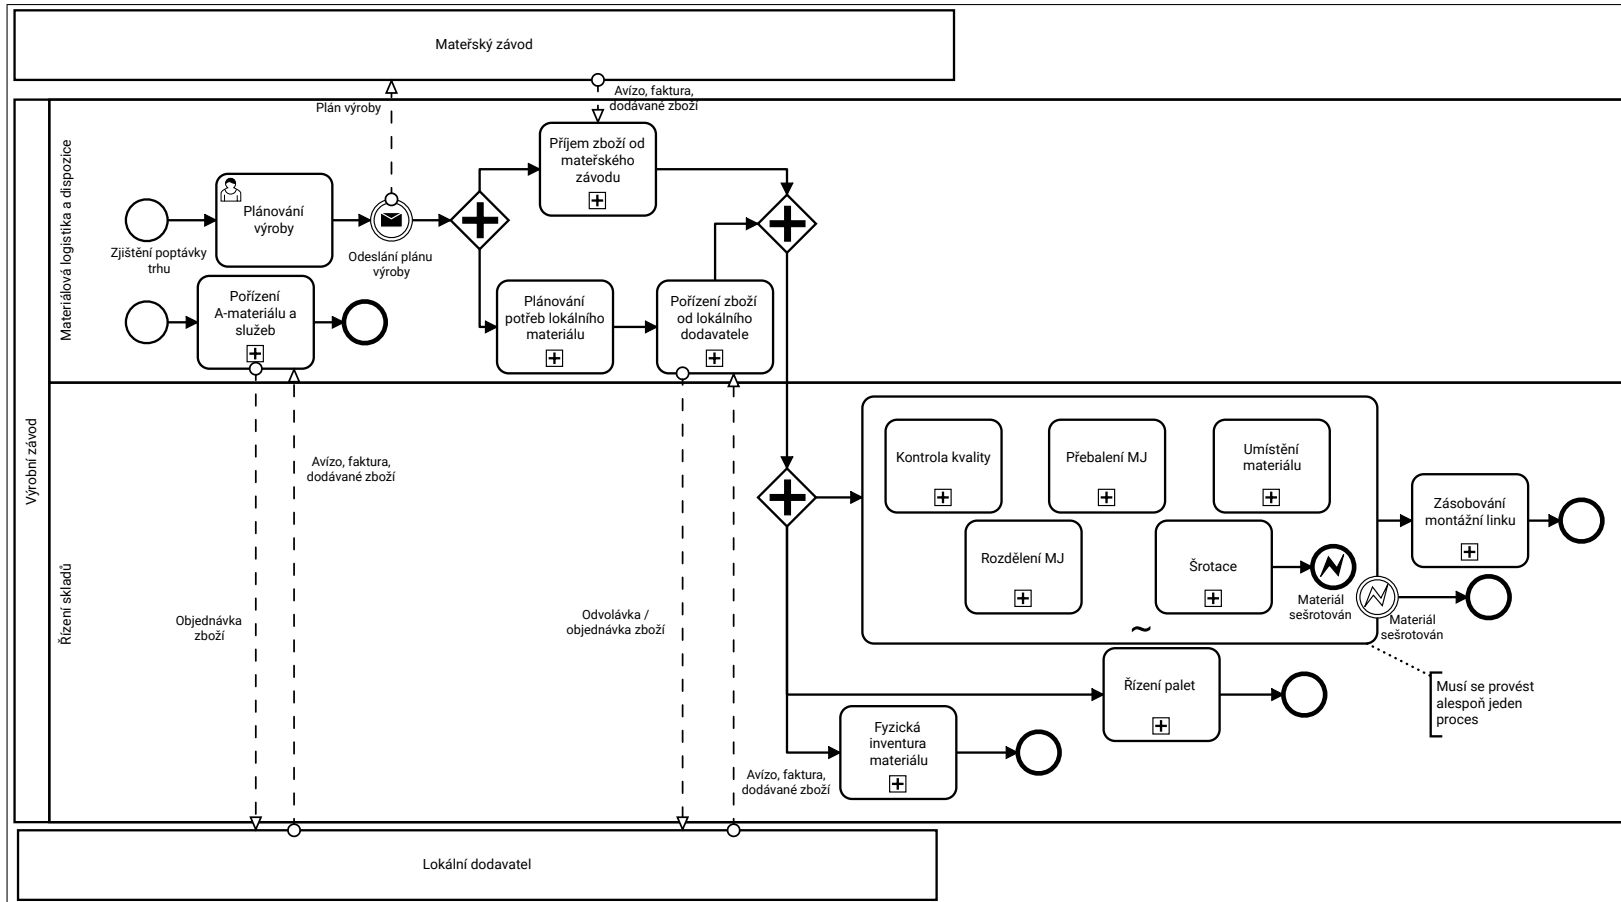 Mateřský závod
Plán výroby
Avízo, faktura,
dodávané zboží
Výrobní závod
Materiálová logistika a dispozice
Zjištění poptávky
trhu
Plánování
výroby
Odeslání plánu
výroby
Příjem zboží od
mateřského
závodu
Pořízení
A-materiálu a
služeb
Plánování
potřeb lokálního
materiálu
Pořízení zboží
od lokálního
dodavatele
Řízení skladů
Avízo, faktura,
dodávané zboží
Objednávka
zboží
Odvolávka /
objednávka zboží
Avízo, faktura,
dodávané zboží
Kontrola kvality
Přebalení MJ
Umístění
materiálu
Rozdělení MJ
Šrotace
Materiál
sešrotován
Materiál
sešrotován
Zásobování
montážní linku
Řízení palet
Musí se provést
alespoň jeden
proces
Fyzická
inventura
materiálu
Lokální dodavatel